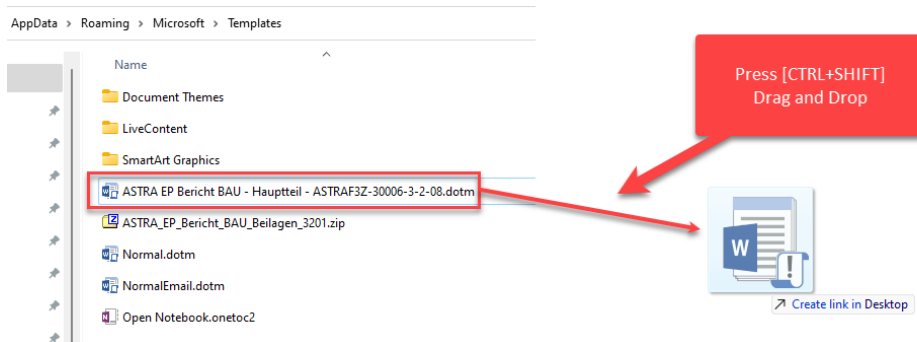 AppData > Roaming > Microsoft > Templates
Name
Document Themes
LiveContent
SmartArt Graphics
ASTRA EP Bericht BAU - Hauptteil - ASTRAF3Z-30006-3-2-08.dotm
ASTRA_EP_Bericht_BAU_Beilagen_3201.zip
Normal.dotm
NormalEmail.dotm
Open Notebook.onetoc2
Press [CTRL+SHIFT]
Drag and Drop
W
Create link in Desktop